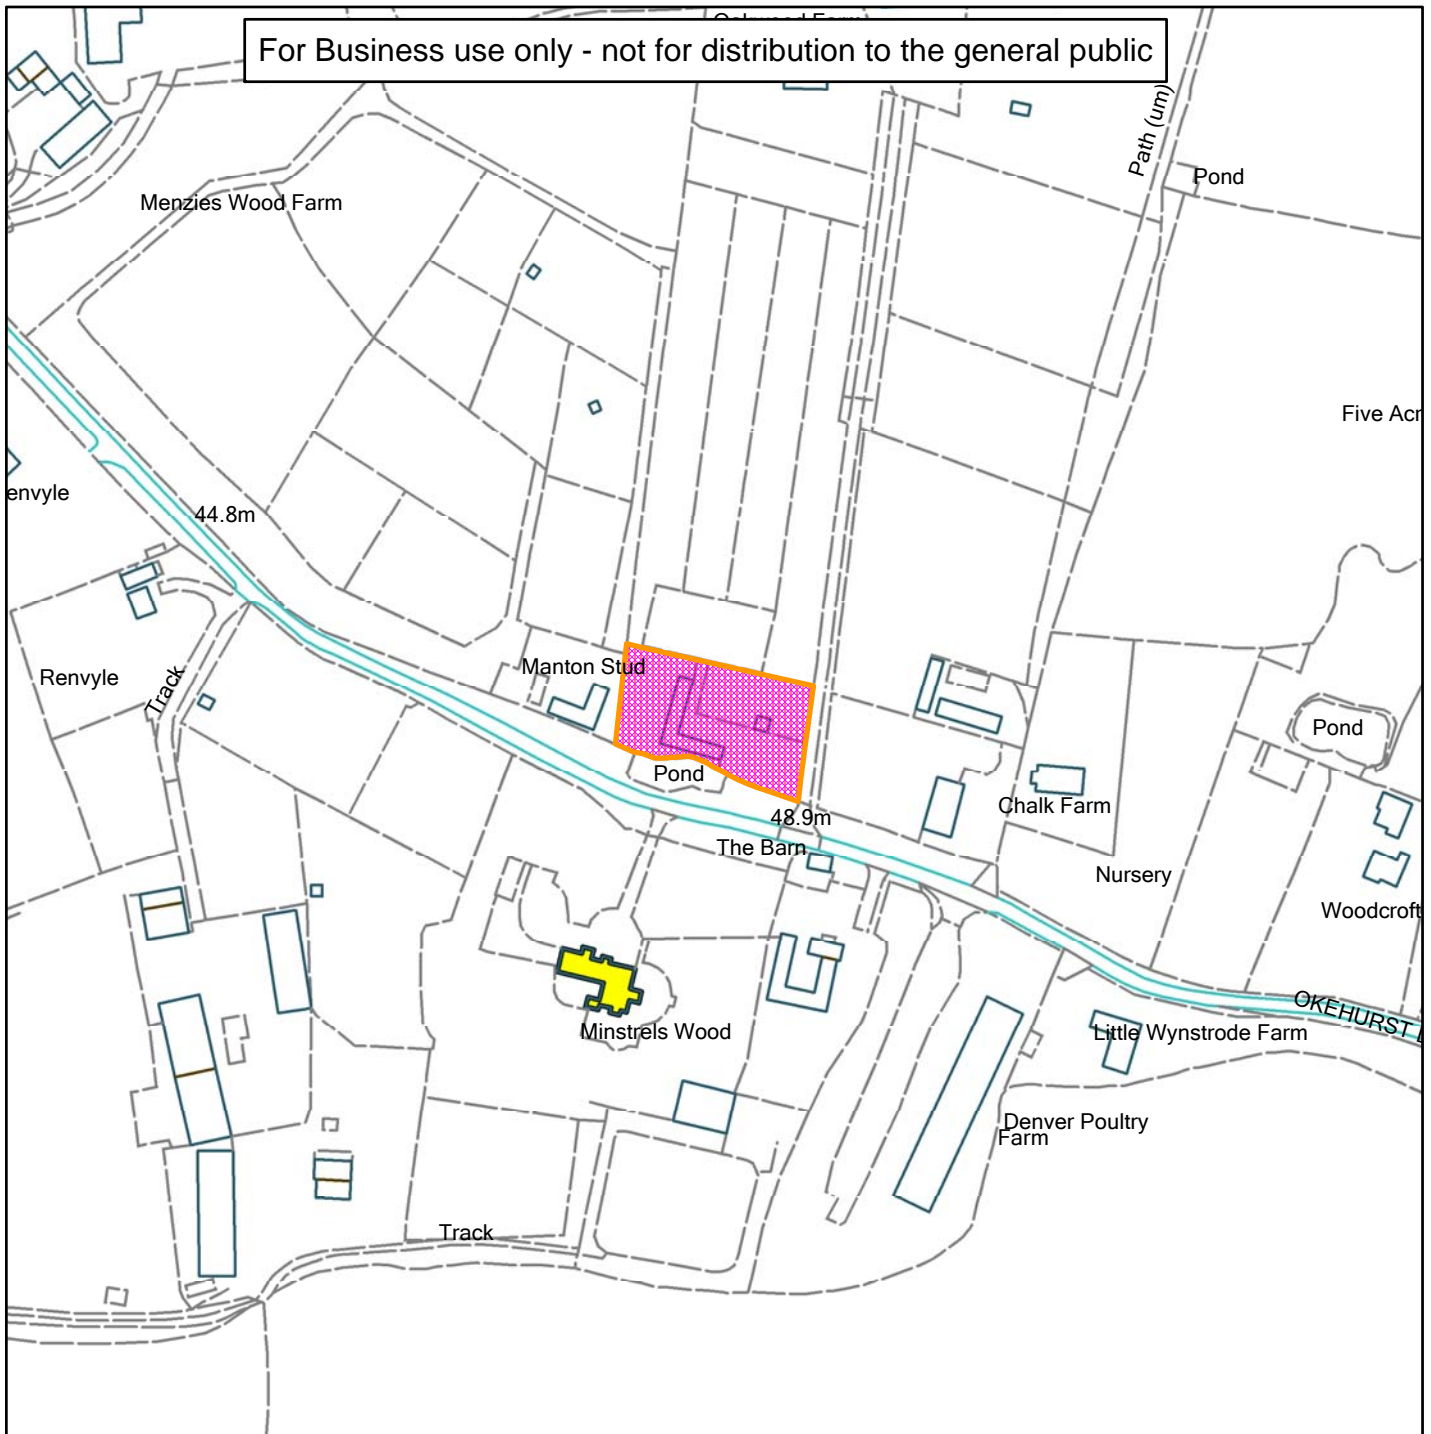 For Business use only - not for distribution to the general public
Path (um)
Pond
Menzies Wood Farm
Five Acr
envyle
44.8m
Manton Stud
Renvyle
Track
Pond
Pond
Chalk Farm
48.9m
The Barn
Nursery
Woodcroft
OKEHURST L
Minstrels Wood
Little Wynstrode Farm
Denver Poultry
Farm
Track